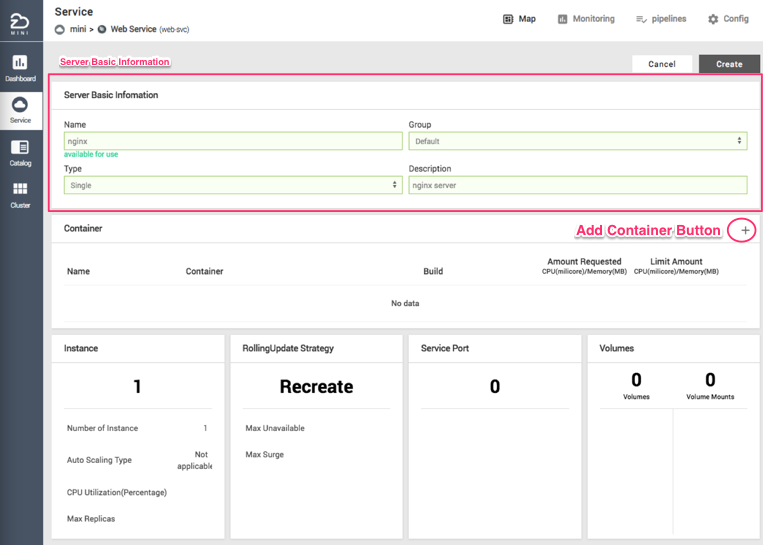 Service
mini > Web Service (web-svc)
Map
Monitoring
pipelines
Config
MINI
Dashboard
Service
Catalog
Cluster
Server Basic Information
Cancel
Create
Server Basic Infomation
Name
Group
nginx
Default
available for use
Type
Description
Single
nginx server
Container
Add Container Button
+
Name
Container
Build
Amount Requested
CPU(milicore)/Memory(MB)
Limit Amount
CPU(milicore)/Memory(MB)
No data
Instance
1
Number of Instance 1
Auto Scaling Type Not
applicable
CPU Utilization(Percentage)
Max Replicas
RollingUpdate Strategy
Recreate
Max Unavailable
Max Surge
Service Port
0
Volumes
0
Volumes
0
Volume Mounts